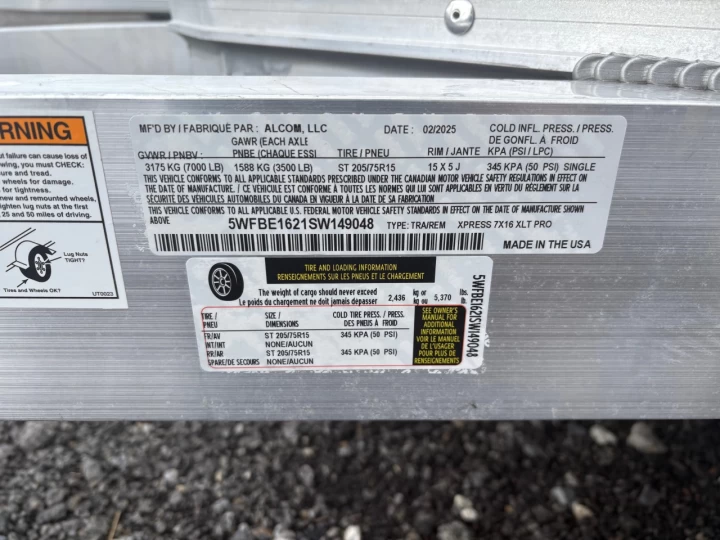 RNING
ut failure can cause loss of
wing, you must CHECK:
ure and tread.
wheels for damage.
for tightness.
new and remounted wheels,
ten lug nuts at the first
25 and 50 miles of driving.
Lug Nuts
TIGHT?
Tires and Wheels OK?
UT0023
MF'D BY / FABRIQUÉ PAR : ALCOM, LLC DATE : 02/2025 COLD INFL. PRESS. / PRESS.
GAWR (EACH AXLE DE GONFL. À FROID
GVWR / PNBV : PNBE (CHAQUE ESSI TIRE / PNEU RIM / JANTE KPA (PSI / LPC)
3175 KG (7000 LB) 1588 KG (3500 LB) ST 205/75R15 15 X 5 J 345 KPA (50 PSI) SINGLE
THIS VEHICLE CONFORMS TO ALL APPLICABLE STANDARDS PRESCRIBED UNDER THE CANADIAN MOTOR VEHICLE SAFETY REGULATIONS IN EFFECT ON
THE DATE OF MANUFACTURE. / CE VEHICULE EST CONFORME À TOUTES LES NORMES QUI LUI SONT APPLICABLES EN VERTU DU RÈGLEMENT SUR LA
SÉCURITÉ DES VÉHICULES AUTOMOBILES DU CANADA EN VIGUEUR À LA DATE DE SA FABRICATION
THIS VEHICLE CONFORMS TO ALL APPLICABLE U.S. FEDERAL MOTOR VEHICLE SAFETY STANDARDS IN EFFECT ON THE DATE OF MANUFACTURE SHOWN
ABOVE
5WFBE1621SW149048 TYPE: TRA/REM XPRESS 7X16 XLT PRO
MADE IN THE USA
TIRE AND LOADING INFORMATION
RENSEIGNEMENTS SUR LES PNEUS ET LE CHARGEMENT
The weight of cargo should never exceed kg or lbs.
Le poids du chargement ne doit jamais dépasser 2,436 kg ou 5,370
TIRE / SIZE / COLD TIRE PRESS. / PRESS.
PNEU DIMENSIONS DES PNEUS À FROID
FR/AV ST 205/75R15 345 KPA (50 PSI)
INT/INT NONE/AUCUN
RR/AR ST 205/75R15 345 KPA (50 PSI)
SPARE/DE SECOURS NONE/AUCUN
SEE OWNER'S
MANUAL FOR
ADDITIONAL
INFORMATION
VOIR LE MANUEL
DE L'USAGER
POUR PLUS DE
RENSEIGNEMENTS
5WFBE1621SW149048